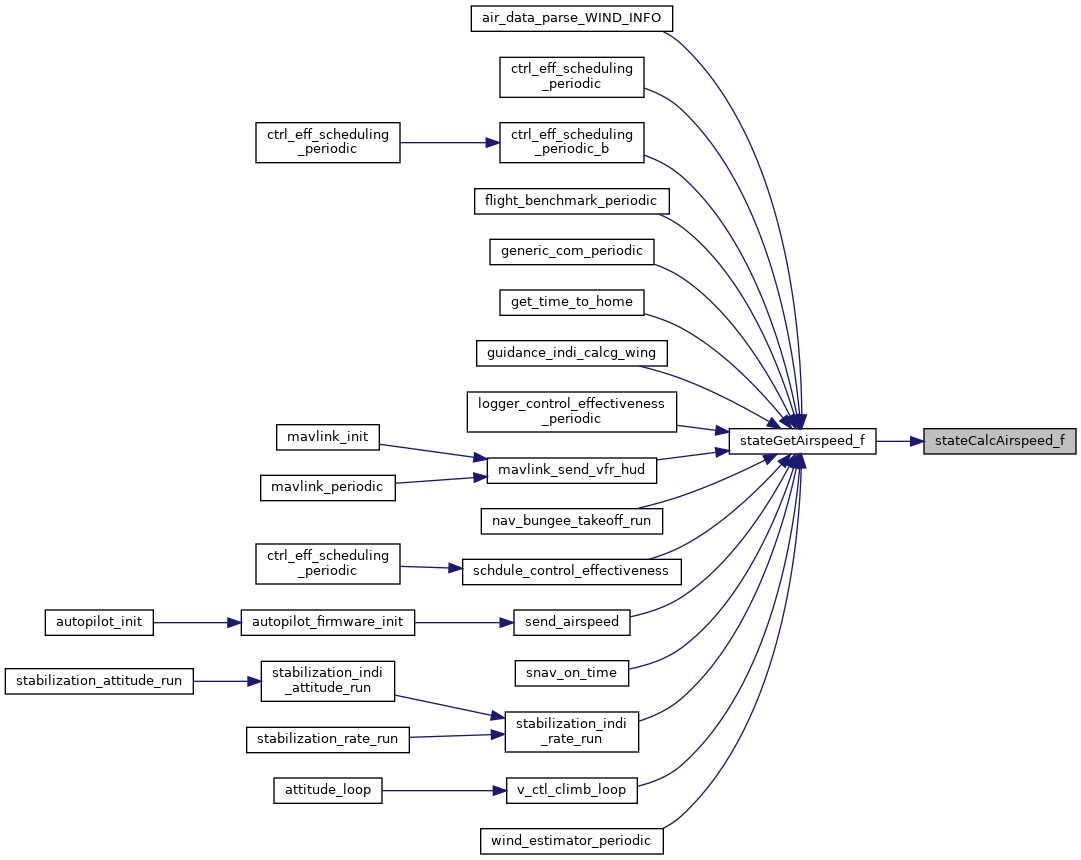 air_data_parse_WIND_INFO
ctrl_eff_scheduling
_periodic
ctrl_eff_scheduling
_periodic
ctrl_eff_scheduling
_periodic_b
flight_benchmark_periodic
generic_com_periodic
get_time_to_home
guidance_indi_calcg_wing
logger_control_effectiveness
_periodic
mavlink_init
stateGetAirspeed_f
stateCalcAirspeed_f
mavlink_send_vfr_hud
mavlink_periodic
nav_bungee_takeoff_run
ctrl_eff_scheduling
_periodic
schdule_control_effectiveness
autopilot_init
autopilot_firmware_init
send_airspeed
snav_on_time
stabilization_attitude_run
stabilization_indi
_attitude_run
stabilization_indi
_rate_run
stabilization_rate_run
attitude_loop
v_ctl_climb_loop
wind_estimator_periodic